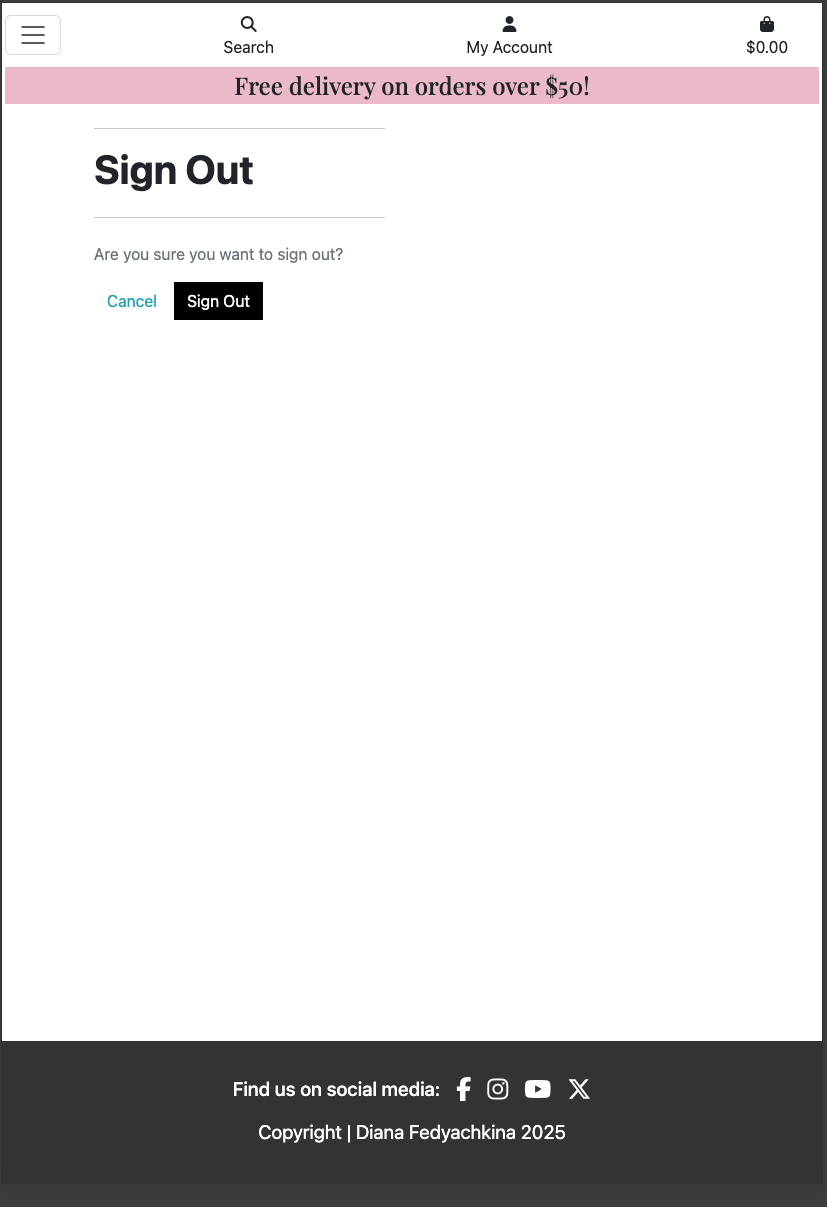 Search
My Account
$0.00
Free delivery on orders over $50!
Sign Out
Are you sure you want to sign out?
Cancel
Sign Out
Find us on social media:
Copyright | Diana Fedyachkina 2025